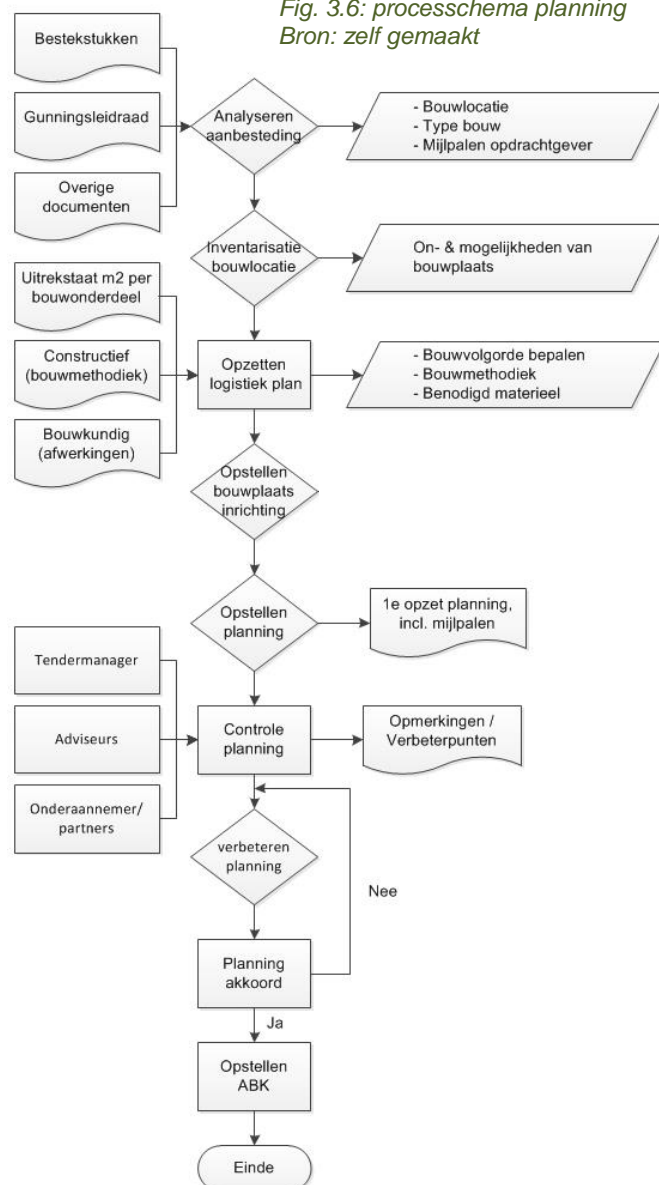 Fig. 3.6: processchema planning
Bron: zelf gemaakt
Bestekstukken
Gunningsleidraad
Overige
documenten
Analyseren
aanbesteding
- Bouwlocatie
- Type bouw
- Mijlpalen opdrachtgever
Inventarisatie
bouwlocatie
On- & mogelijkheden van
bouwplaats
Uitrekstaat m2 per
bouwonderdeel
Constructief
(bouwmethodiek)
Bouwkundig
(afwerkingen)
Opzetten
logistiek plan
- Bouwvolgorde bepalen
- Bouwmethodiek
- Benodigd materieel
Opstellen
bouwplaats
inrichting
Opstellen
planning
1e opzet planning,
incl. mijlpalen
Tendermanager
Adviseurs
Onderaannemer/
partners
Controle
planning
Opmerkingen /
Verbeterpunten
verbeteren
planning
Nee
Planning
akkoord
Ja
Opstellen
ABK
Einde